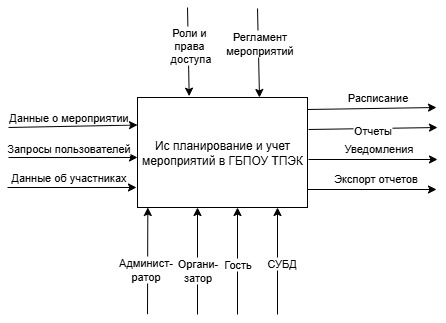 Роли и
права
доступа
Регламент
мероприятий
Данные о мероприятии
Запросы пользователей
Данные об участниках
Ис планирование и учет
мероприятий в ГБПОУ ТПЭК
Расписание
Отчеты
Уведомления
Экспорт отчетов
Админист-
ратор
Органи-
затор
Гость
СУБД